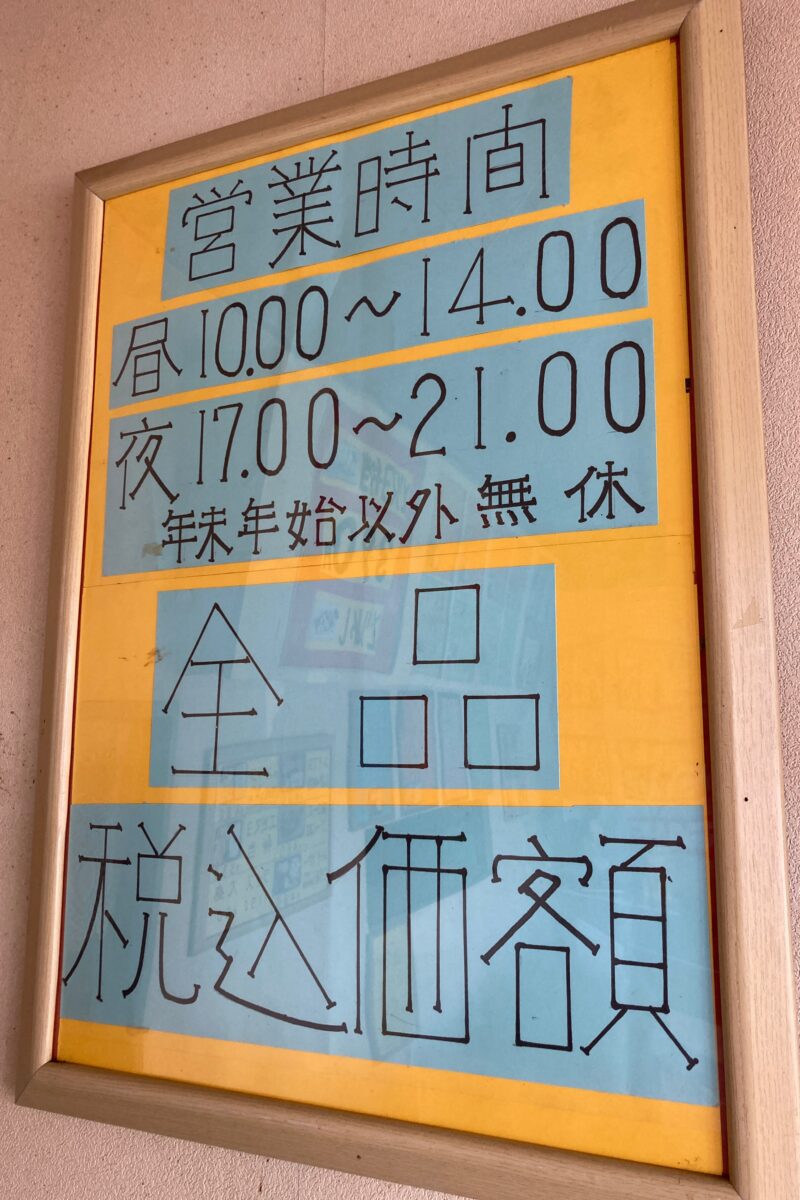 営業時間
昼10.00～14.00
夜17.00～21.00
年末年始以外無休
全品
税込価額